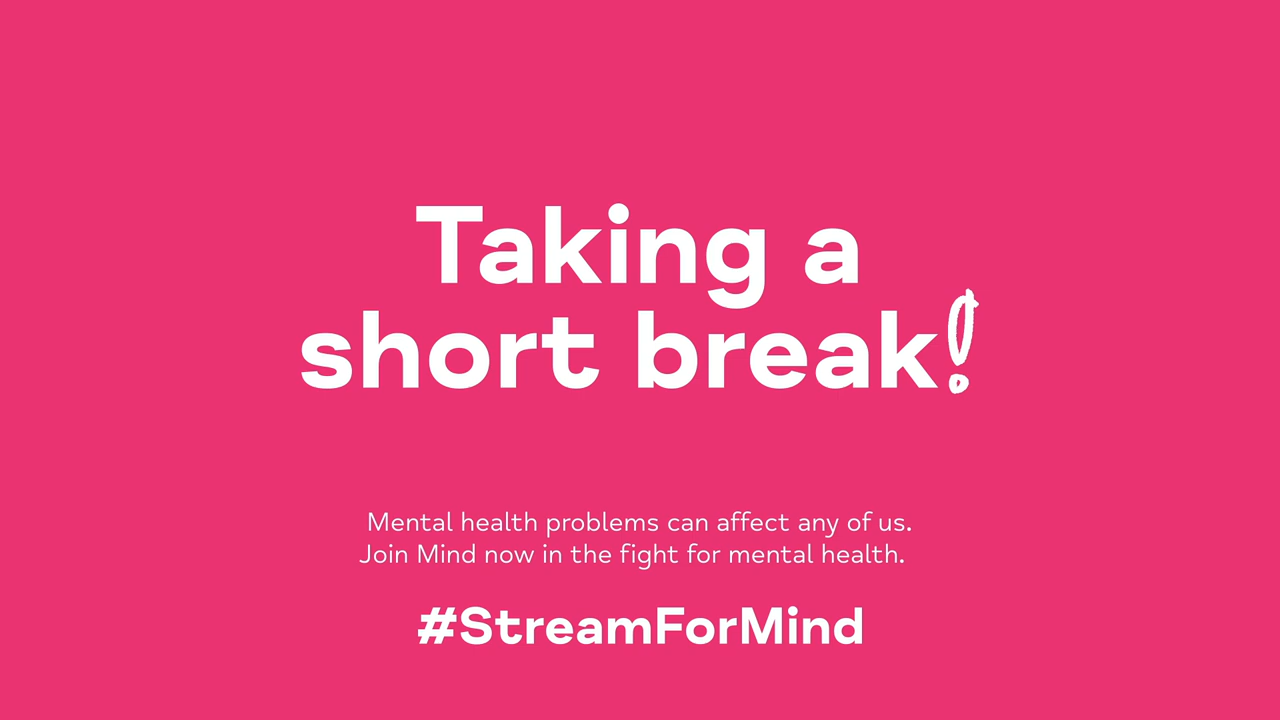 Taking a
short break!
Mental health problems can affect any of us.
Join Mind now in the fight for mental health.
#StreamForMind